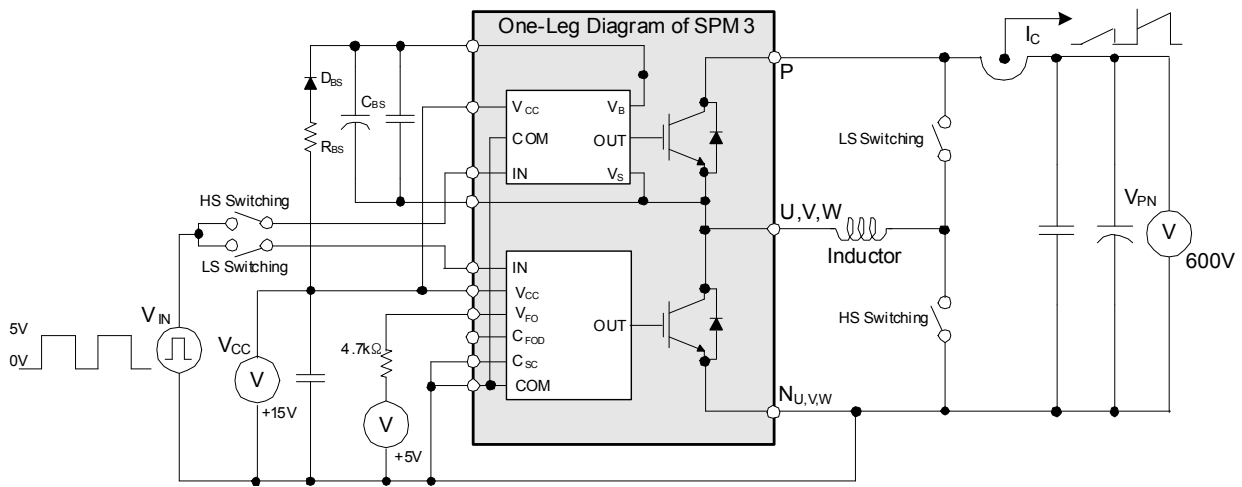 One-Leg Diagram of SPM 3
I_C
P
D_BS
C_BS
R_BS
V_CC
V_B
COM
OUT
IN
V_S
LS Switching
HS Switching
LS Switching
U,V,W
Inductor
V_PN
V
600V
IN
V_CC
V_FO
C_FOD
C_SC
COM
OUT
HS Switching
V_IN
5V
0V
V_CC
V
+15V
4.7kΩ
V
+5V
N_U,V,W